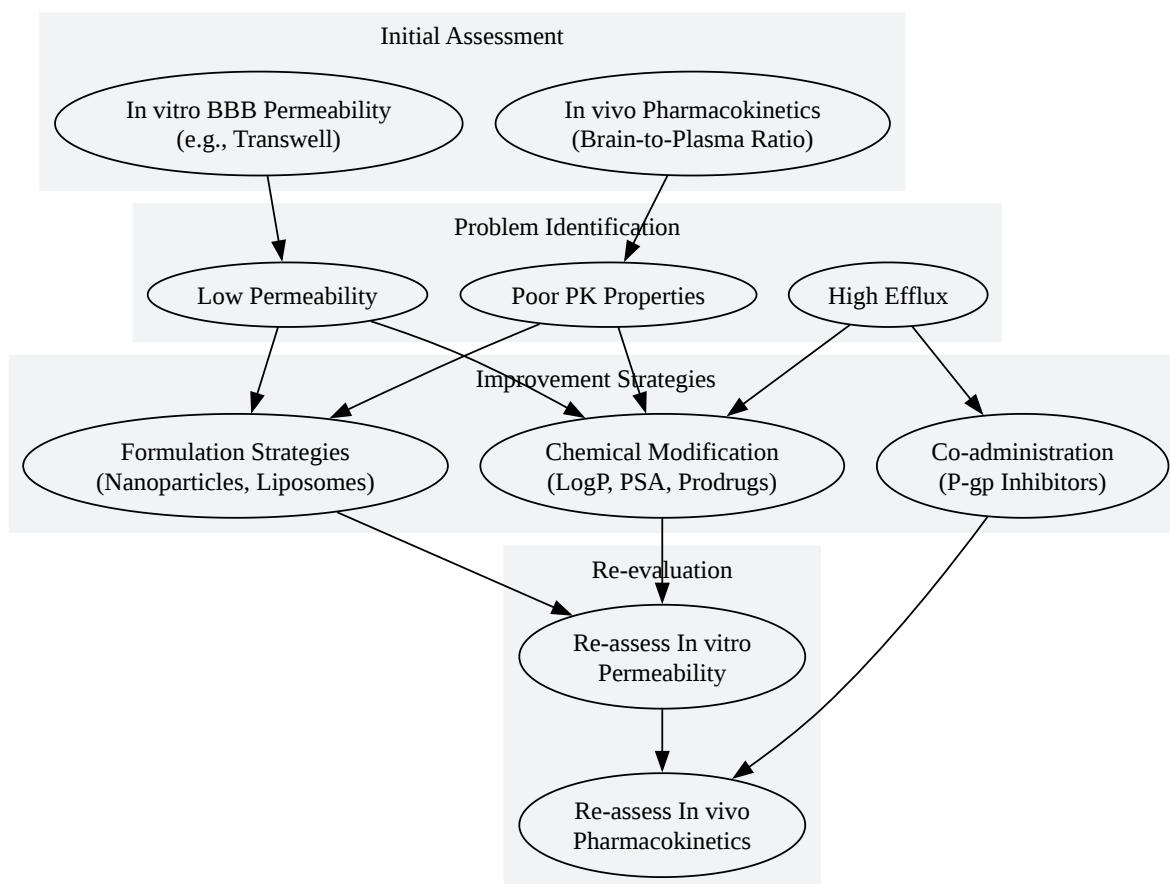 Initial Assessment
In vitro BBB Permeability
(e.g., Transwell)
In vivo Pharmacokinetics
(Brain-to-Plasma Ratio)
Problem Identification
Low Permeability
Poor PK Properties
High Efflux
Improvement Strategies
Formulation Strategies
(Nanoparticles, Liposomes)
Chemical Modification
(LogP, PSA, Prodrugs)
Co-administration
(P-gp Inhibitors)
Re-evaluation
Re-assess In vitro
Permeability
Re-assess In vivo
Pharmacokinetics